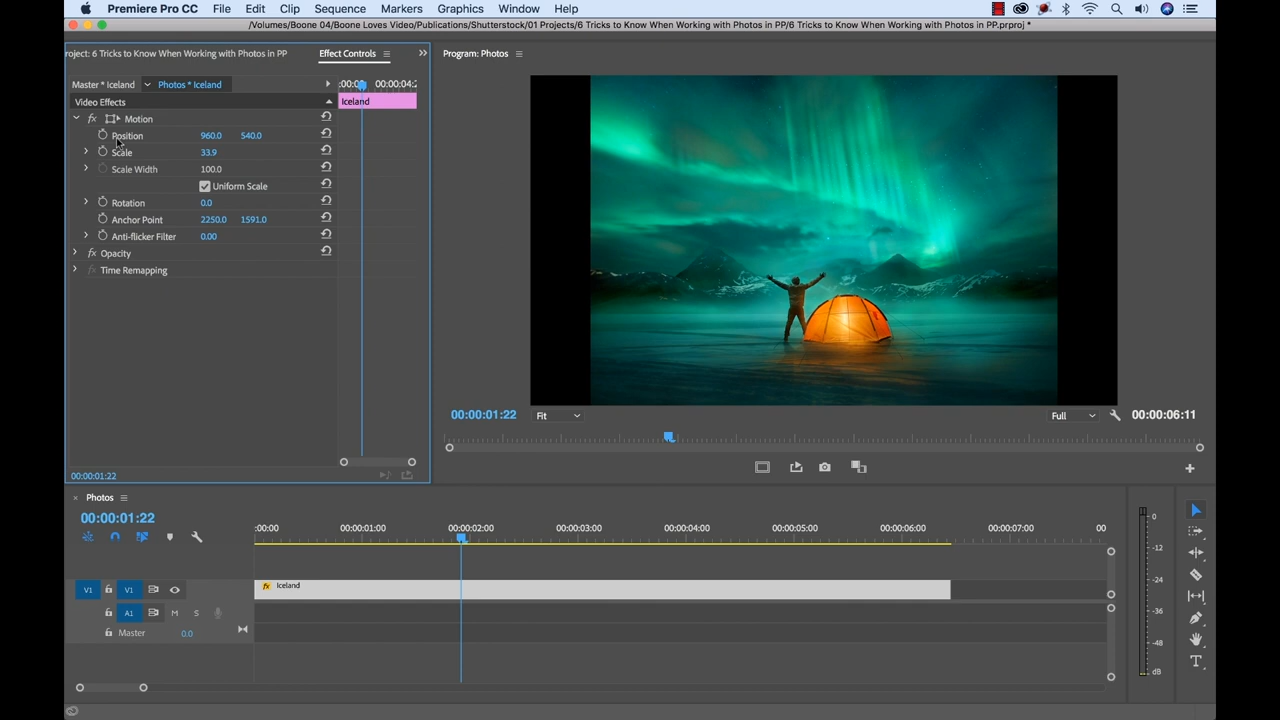 Premiere Pro CC File Edit Clip Sequence Markers Graphics Window Help
/Volumes/Boone 04/Boone Loves Video/Publications/Shutterstock/01 Projects/6 Tricks to Know When Working with Photos in PP/6 Tricks to Know When Working with Photos in PP.prproj *
roject: 6 Tricks to Know When Working with Photos in PP Effect Controls
Program: Photos
Master * Iceland Photos * Iceland :00:00 00:00:04:2
Video Effects Iceland
fx Motion
Position 960.0 540.0
Scale 33.9
Scale Width 100.0
Uniform Scale
Rotation 0.0
Anchor Point 2250.0 1591.0
Anti-flicker Filter 0.00
fx Opacity
fx Time Remapping
00:00:01:22 Fit Full 00:00:06:11
00:00:01:22
Photos
00:00:01:22
:00:00 00:00:01:00 00:00:02:00 00:00:03:00 00:00:04:00 00:00:05:00 00:00:06:00 00:00:07:00 00
V1 V1 fx Iceland
A1 M S
Master 0.0
0
-12
-24
-36
-48
dB
T